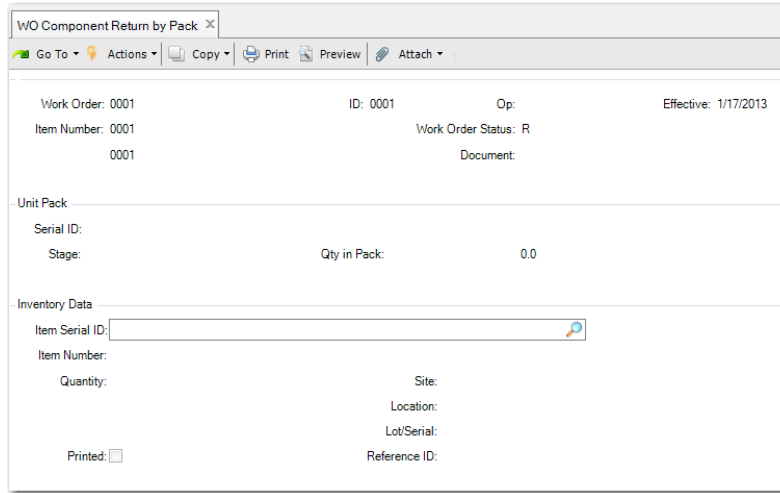 WO Component Return by Pack
Go To Actions Copy Print Preview Attach
Work Order: 0001 ID: 0001 Op: Effective: 1/17/2013
Item Number: 0001 Work Order Status: R
0001 Document:
Unit Pack
Serial ID:
Stage: Qty in Pack: 0.0
Inventory Data
Item Serial ID:
Item Number:
Quantity: Site:
Location:
Lot/Serial:
Printed: Reference ID: